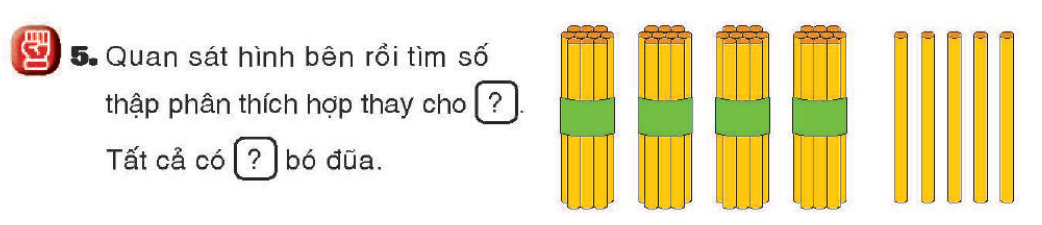 5. Quan sát hình bên rồi tìm số
thập phân thích hợp thay cho ?.
Tất cả có ? bó đũa.